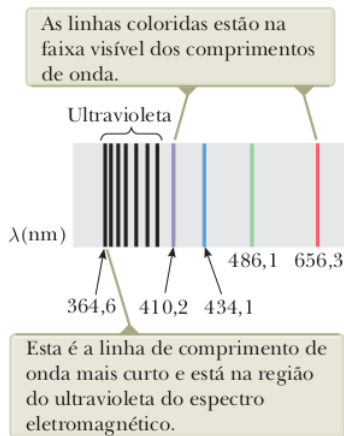 As linhas coloridas estão na
faixa visível dos comprimentos
de onda.
Ultravioleta
λ(nm)
486,1 656,3
364,6 410,2 434,1
Esta é a linha de comprimento de
onda mais curto e está na região
do ultravioleta do espectro
eletromagnético.